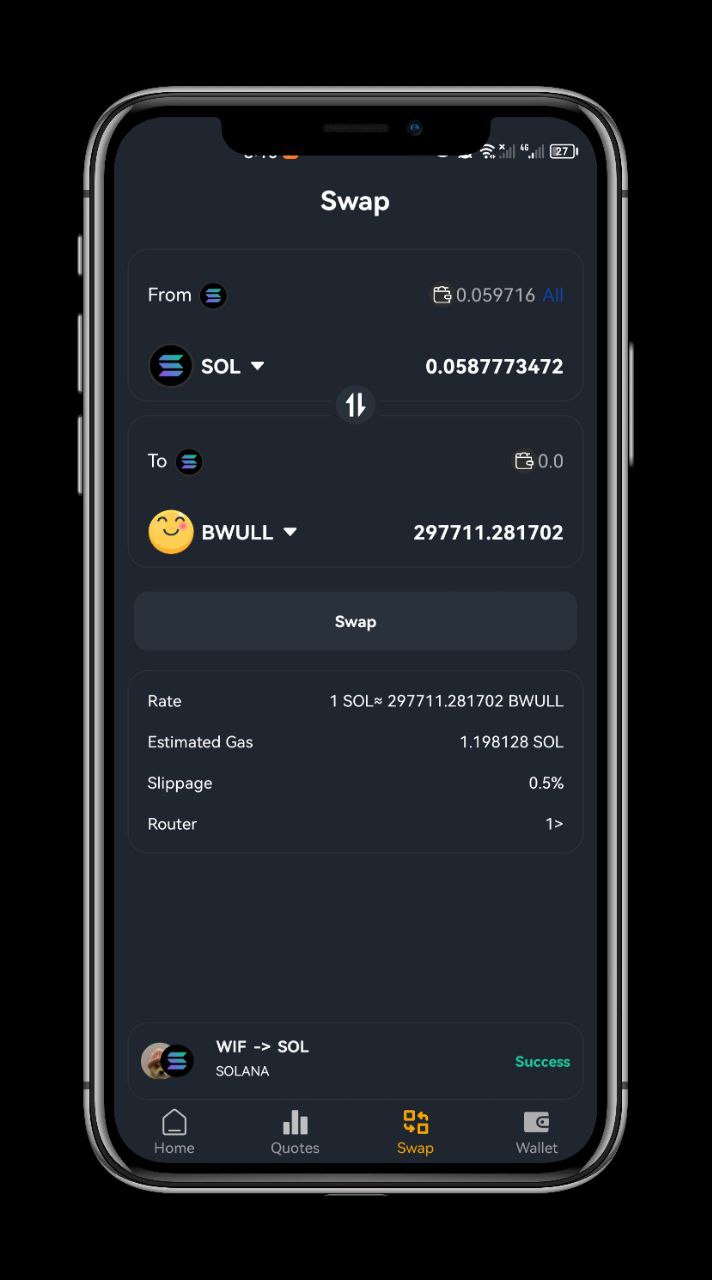 27
Swap
From 0.059716 All
SOL 0.0587773472
To 0.0
BWULL 297711.281702
Swap
Rate 1 SOL≈ 297711.281702 BWULL
Estimated Gas 1.198128 SOL
Slippage 0.5%
Router 1>
WIF -> SOL
SOLANA
Success
Home Quotes Swap Wallet